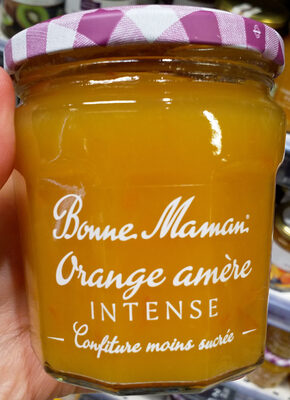 Bonne Maman®
Orange amère
INTENSE
— Confiture moins sucrée —